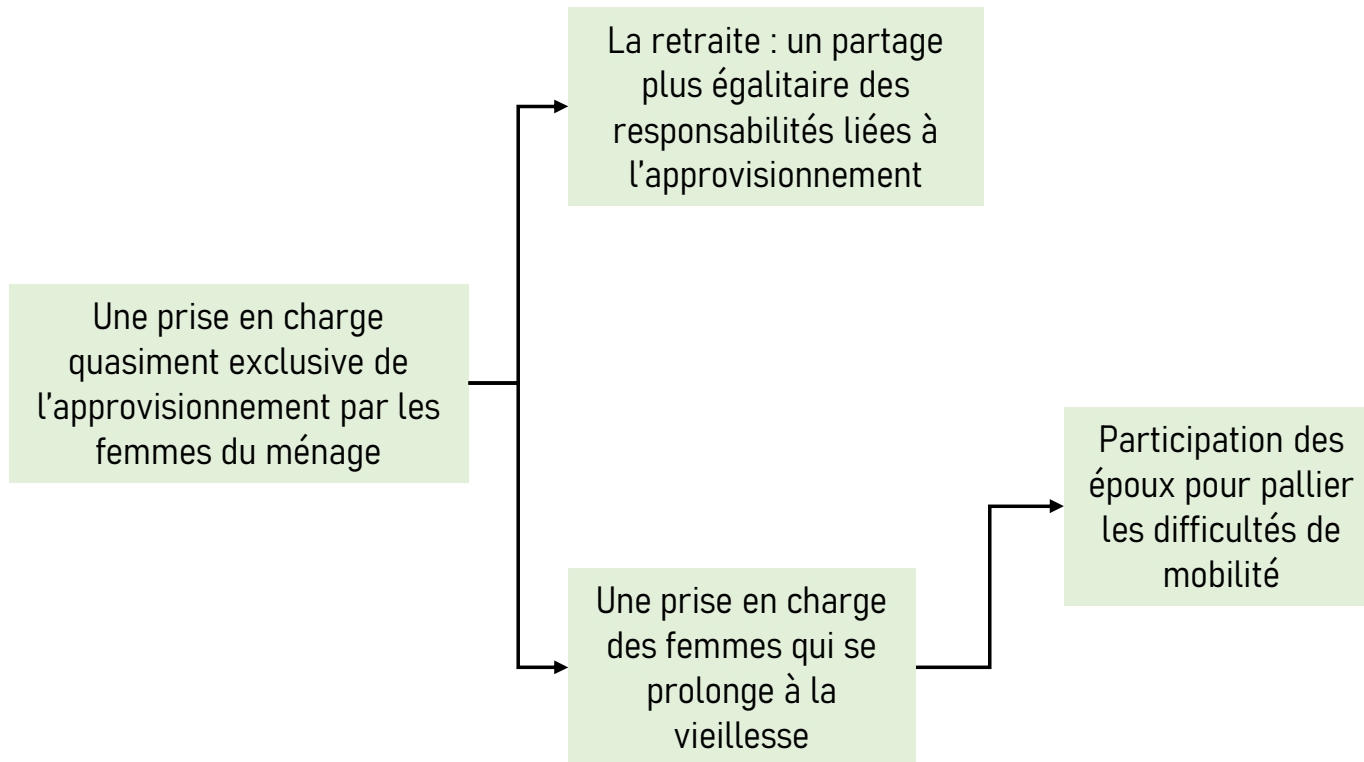 La retraite : un partage
plus égalitaire des
responsabilités liées à
l’approvisionnement
Une prise en charge
quasiment exclusive de
l’approvisionnement par les
femmes du ménage
Participation des
époux pour pallier
les difficultés de
mobilité
Une prise en charge
des femmes qui se
prolonge à la
vieillesse